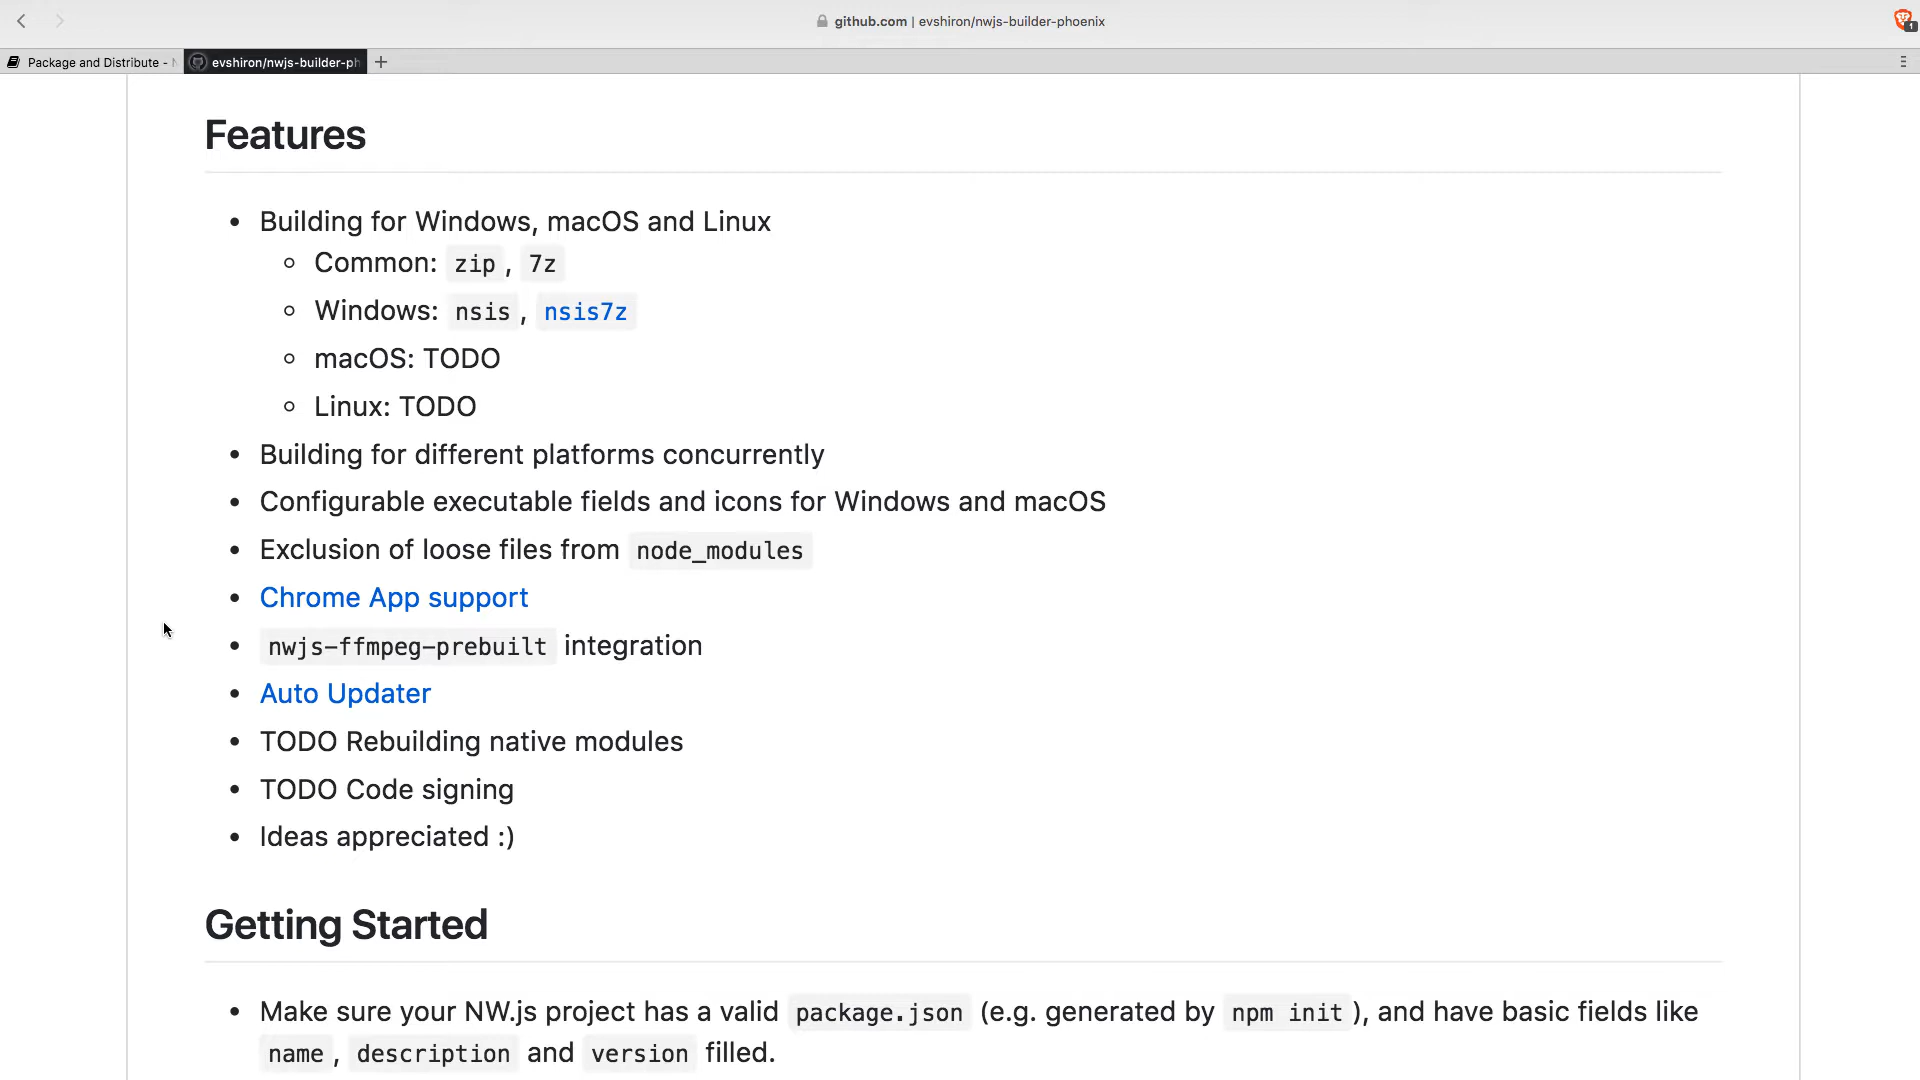 github.com | evshiron/nwjs-builder-phoenix
1
Package and Distribute -
evshiron/nwjs-builder-ph
Features
Building for Windows, macOS and Linux
Common: zip, 7z
Windows: nsis, nsis7z
macOS: TODO
Linux: TODO
Building for different platforms concurrently
Configurable executable fields and icons for Windows and macOS
Exclusion of loose files from node_modules
Chrome App support
nwjs-ffmpeg-prebuilt integration
Auto Updater
TODO Rebuilding native modules
TODO Code signing
Ideas appreciated :)
Getting Started
Make sure your NW.js project has a valid package.json (e.g. generated by npm init), and have basic fields like
name, description and version filled.